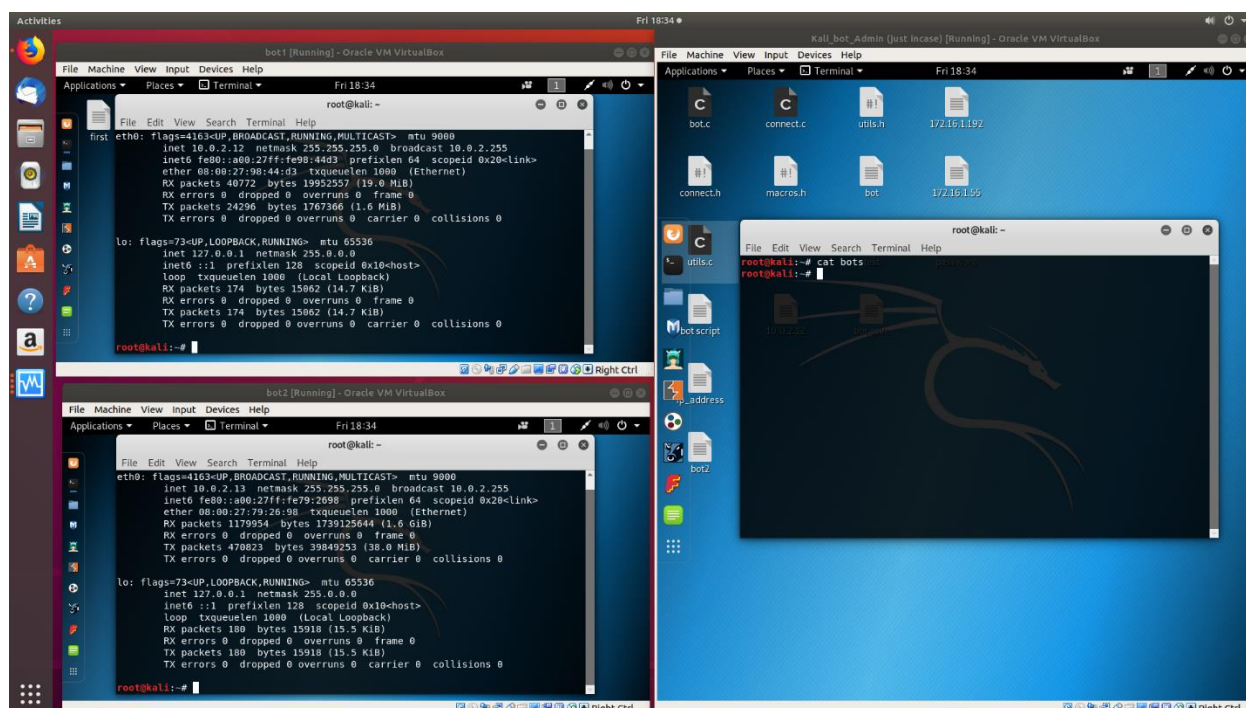 Activities
Fri 18:34
bot1 [Running] - Oracle VM VirtualBox
File Machine View Input Devices Help
Applications Places Terminal Fri 18:34 1
first
root@kali: ~
File Edit View Search Terminal Help
eth0: flags=4163<UP,BROADCAST,RUNNING,MULTICAST> mtu 9000
inet 10.0.2.12 netmask 255.255.255.0 broadcast 10.0.2.255
inet6 fe80::a00:27ff:fe98:44d3 prefixlen 64 scopeid 0x20<link>
ether 08:00:27:98:44:d3 txqueuelen 1000 (Ethernet)
RX packets 40772 bytes 19952557 (19.0 MiB)
RX errors 0 dropped 0 overruns 0 frame 0
TX packets 24296 bytes 1767366 (1.6 MiB)
TX errors 0 dropped 0 overruns 0 carrier 0 collisions 0
lo: flags=73<UP,LOOPBACK,RUNNING> mtu 65536
inet 127.0.0.1 netmask 255.0.0.0
inet6 ::1 prefixlen 128 scopeid 0x10<host>
loop txqueuelen 1000 (Local Loopback)
RX packets 174 bytes 15062 (14.7 KiB)
RX errors 0 dropped 0 overruns 0 frame 0
TX packets 174 bytes 15062 (14.7 KiB)
TX errors 0 dropped 0 overruns 0 carrier 0 collisions 0
root@kali:~#
Right Ctrl
bot2 [Running] - Oracle VM VirtualBox
File Machine View Input Devices Help
Applications Places Terminal Fri 18:34 1
root@kali: ~
File Edit View Search Terminal Help
eth0: flags=4163<UP,BROADCAST,RUNNING,MULTICAST> mtu 9000
inet 10.0.2.13 netmask 255.255.255.0 broadcast 10.0.2.255
inet6 fe80::a00:27ff:fe79:2698 prefixlen 64 scopeid 0x20<link>
ether 08:00:27:79:26:98 txqueuelen 1000 (Ethernet)
RX packets 1179954 bytes 1739125644 (1.6 GiB)
RX errors 0 dropped 0 overruns 0 frame 0
TX packets 470823 bytes 39849253 (38.0 MiB)
TX errors 0 dropped 0 overruns 0 carrier 0 collisions 0
lo: flags=73<UP,LOOPBACK,RUNNING> mtu 65536
inet 127.0.0.1 netmask 255.0.0.0
inet6 ::1 prefixlen 128 scopeid 0x10<host>
loop txqueuelen 1000 (Local Loopback)
RX packets 180 bytes 15918 (15.5 KiB)
RX errors 0 dropped 0 overruns 0 frame 0
TX packets 180 bytes 15918 (15.5 KiB)
TX errors 0 dropped 0 overruns 0 carrier 0 collisions 0
root@kali:~#
Right Ctrl
Kali_bot_Admin (just incase) [Running] - Oracle VM VirtualBox
File Machine View Input Devices Help
Applications Places Terminal Fri 18:34 1
bot.c connect.c utils.h 172.16.1.192
connect.h macros.h bot 172.16.1.55
utils.c
root@kali: ~
File Edit View Search Terminal Help
root@kali:~# cat bots
root@kali:~#
bot script
ip_address
bot2
Right Ctrl